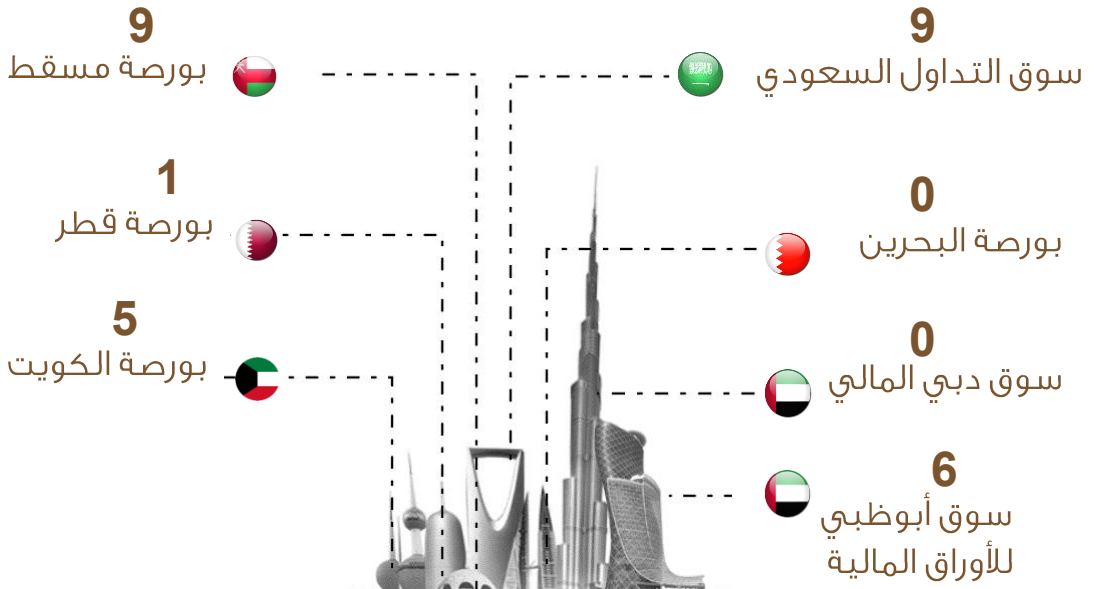 9
سوق التداول السعودي
9
بورصة مسقط
0
بورصة البحرين
1
بورصة قطر
0
سوق دبي المالي
5
بورصة الكويت
6
سوق أبوظبي
للأوراق المالية